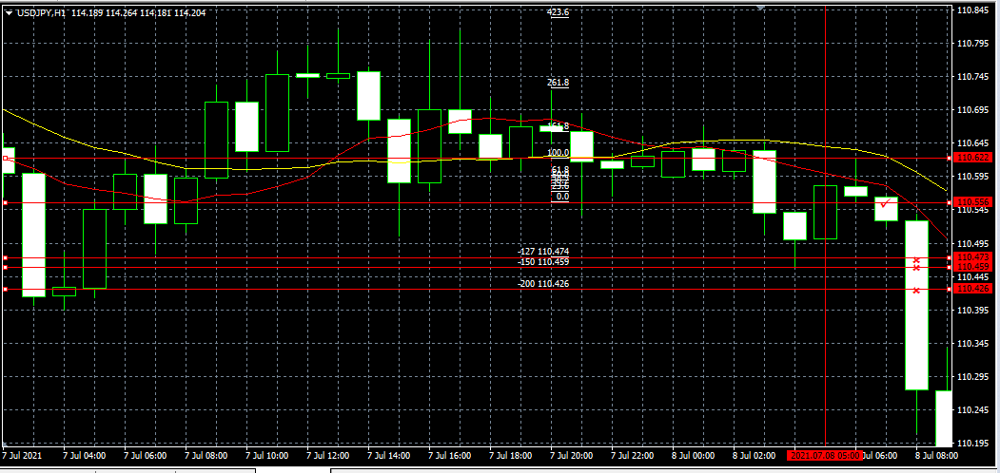 USDJPY,H1 114.189 114.264 114.181 114.204
423.6
261.8
161.8
100.0
61.8
23.6
0.0
-127 110.474
-150 110.459
-200 110.426
110.845
110.795
110.745
110.695
110.645
110.622
110.595
110.556
110.545
110.495
110.473
110.459
110.445
110.426
110.395
110.345
110.295
110.245
110.195
7 Jul 2021
7 Jul 04:00
7 Jul 06:00
7 Jul 08:00
7 Jul 10:00
7 Jul 12:00
7 Jul 14:00
7 Jul 16:00
7 Jul 18:00
7 Jul 20:00
7 Jul 22:00
8 Jul 00:00
8 Jul 02:00
2021.07.08 05:00
Jul 06:00
8 Jul 08:00